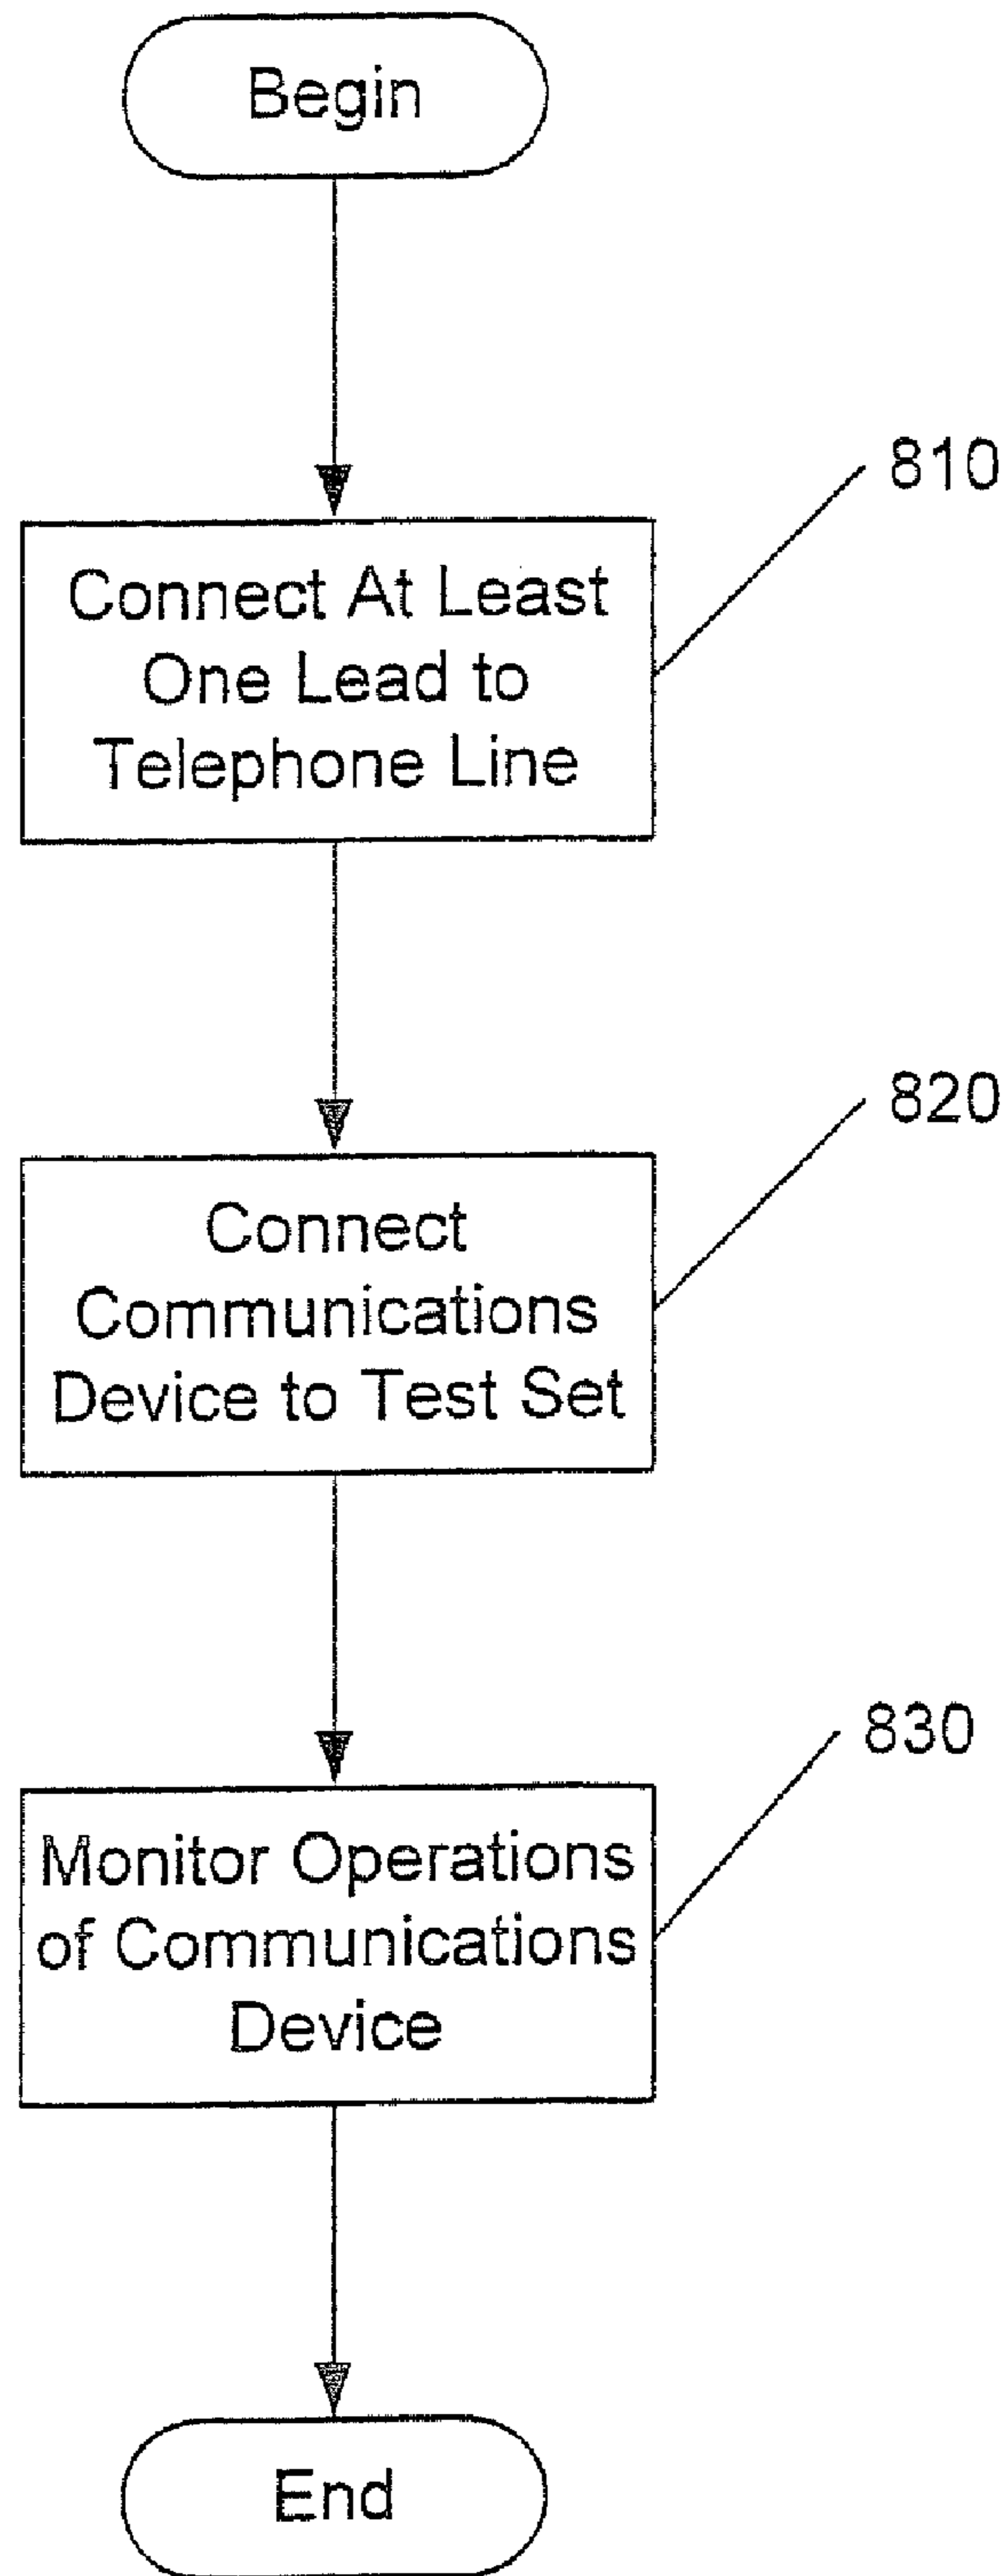 Begin
810
Connect At Least
One Lead to
Telephone Line
820
Connect
Communications
Device to Test Set
830
Monitor Operations
of Communications
Device
End